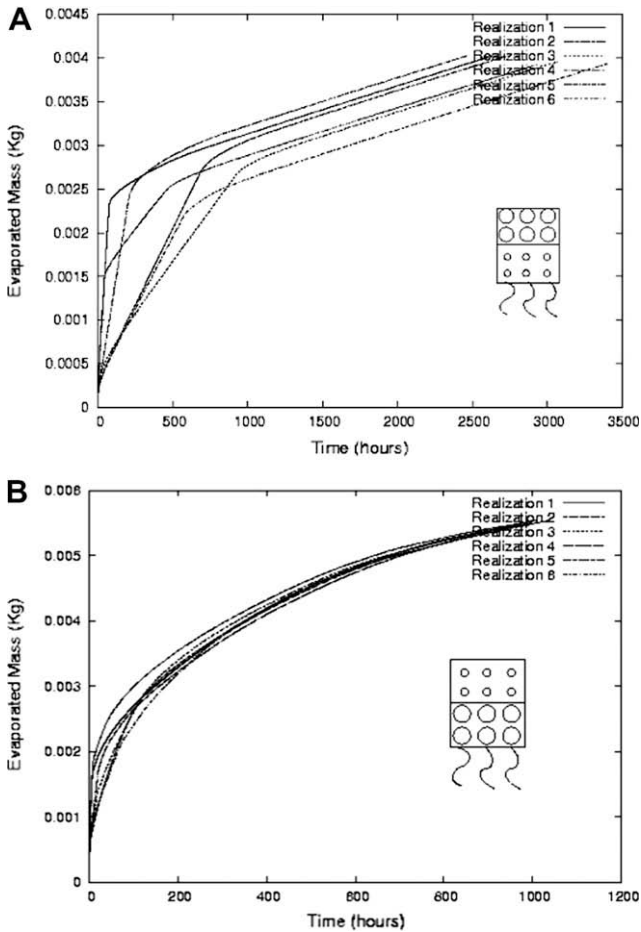 A
0.0045
0.004
0.0035
0.003
0.0025
0.002
0.0015
0.001
0.0005
0
Evaporated Mass (Kg)
Realization 1
Realization 2
Realization 3
Realization 4
Realization 5
Realization 6
0 500 1000 1500 2000 2500 3000 3500
Time (hours)
B
0.006
0.005
0.004
0.003
0.002
0.001
0
Evaporated Mass (Kg)
Realization 1
Realization 2
Realization 3
Realization 4
Realization 5
Realization 6
0 200 400 600 800 1000 1200
Time (hours)